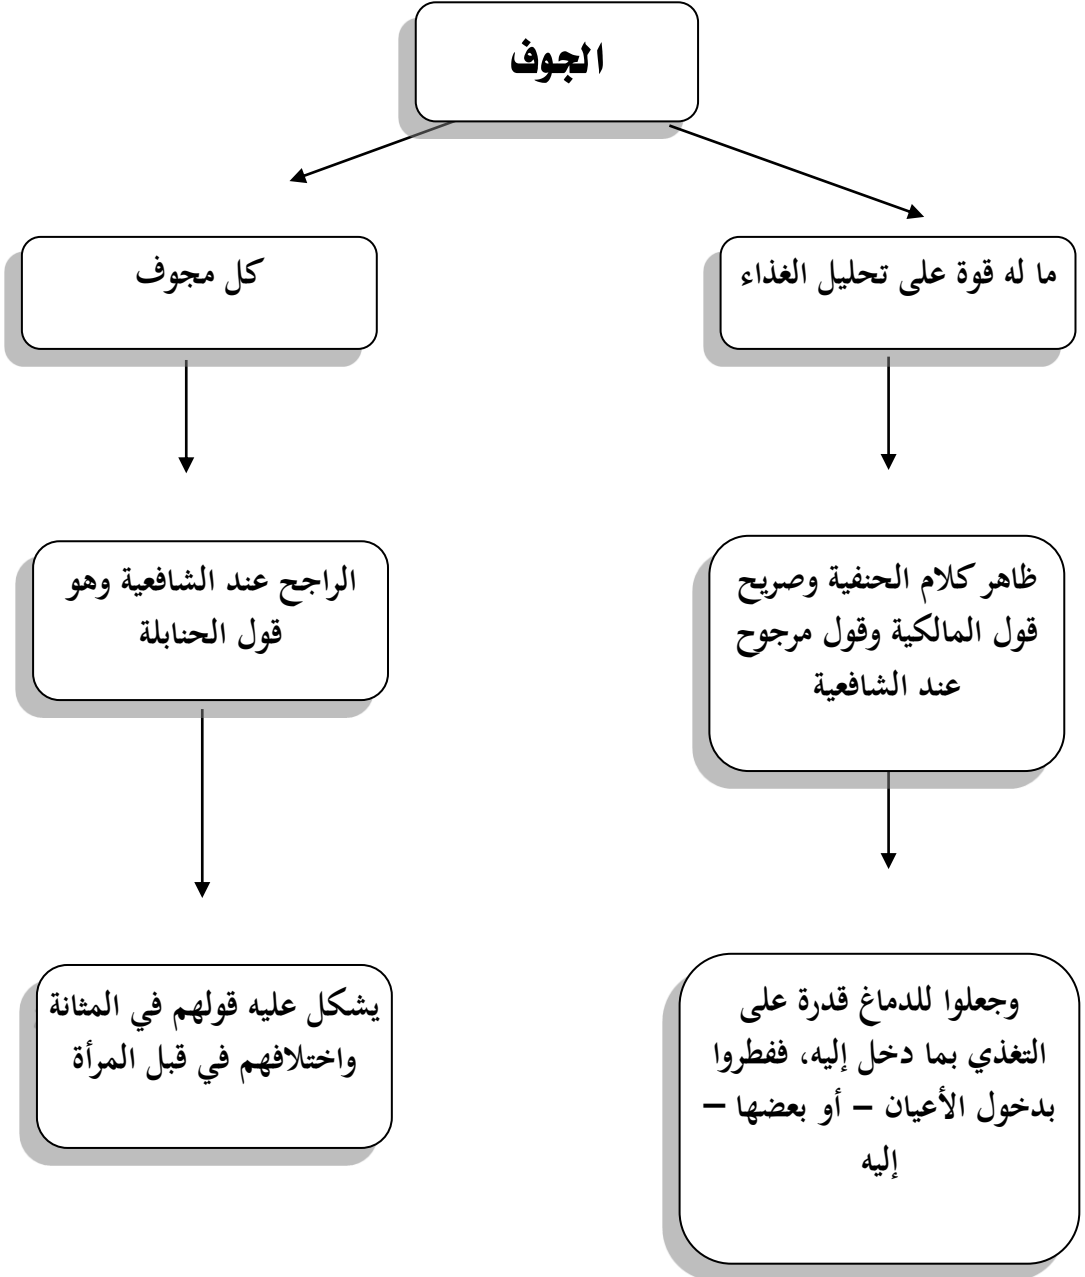 الجوف
ما له قوة على تحليل الغذاء
كل مجوف
ظاهر كلام الحنفية وصريح
قول المالكية وقول مرجوح
عند الشافعية
الراجح عند الشافعية وهو
قول الحنابلة
وجعلوا للدماغ قدرة على
التغذي بما دخل إليه، ففطروا
بدخول الأعيان – أو بعضها –
إليه
يشكل عليه قولهم في المثانة
واختلافهم في قبل المرأة